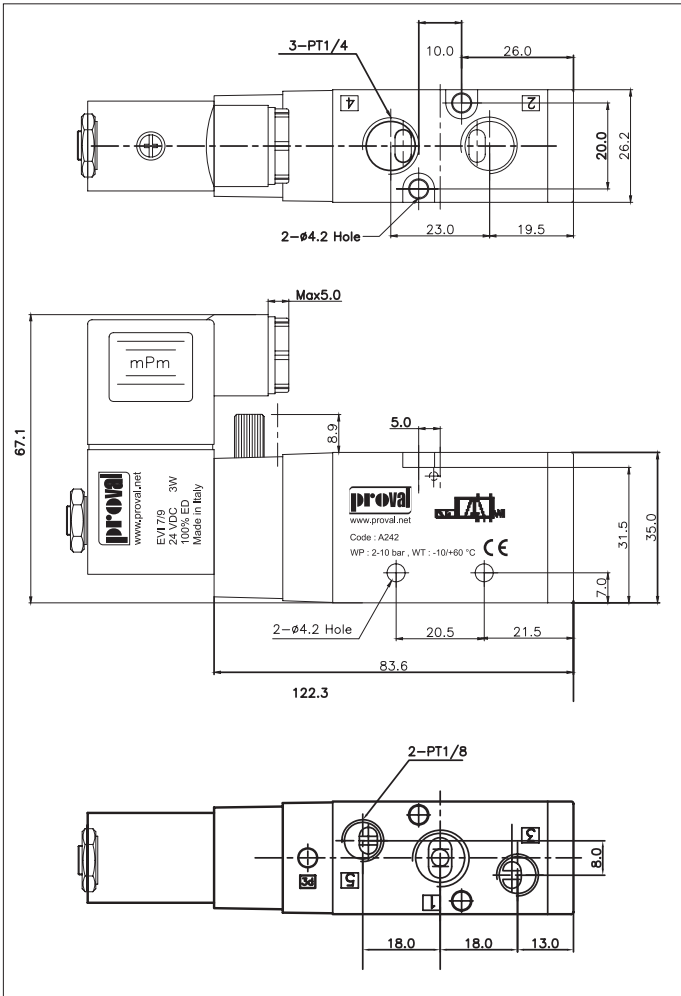 3-PT1/4
10.0
26.0
4
2
20.0
26.2
2-ø4.2 Hole
23.0
19.5
Max5.0
mPm
67.1
8.9
5.0
proval
www.proval.net
EVI 7/9
24 VDC 3W
100% ED
Made in Italy
proval
www.proval.net
Code : A242
WP : 2-10 bar , WT : -10/+60 °C CE
31.5
35.0
7.0
2-ø4.2 Hole
20.5
21.5
83.6
122.3
2-PT1/8
3
8.0
5
1
18.0
18.0
13.0